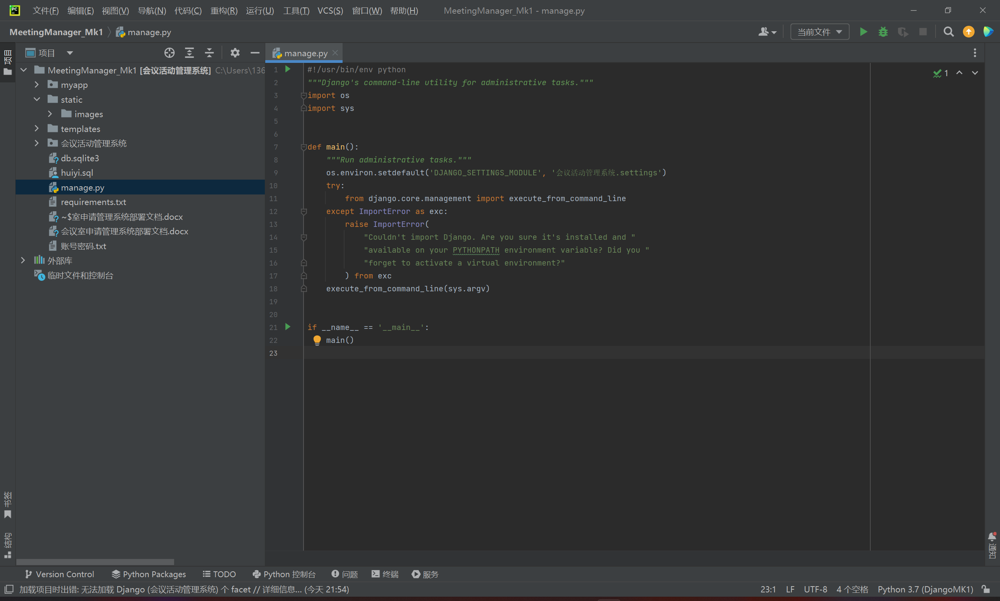 文件(F) 编辑(E) 视图(V) 导航(N) 代码(C) 重构(R) 运行(U) 工具(T) VCS(S) 窗口(W) 帮助(H) MeetingManager_Mk1 - manage.py
MeetingManager_Mk1 manage.py 当前文件
项目
项目
MeetingManager_Mk1 [会议活动管理系统] C:\Users\136
myapp
static
images
templates
会议活动管理系统
db.sqlite3
huiyi.sql
manage.py
requirements.txt
~$室申请管理系统部署文档.docx
会议室申请管理系统部署文档.docx
账号密码.txt
外部库
临时文件和控制台
书签
结构
manage.py
1 #!/usr/bin/env python
2 """Django's command-line utility for administrative tasks."""
3 import os
4 import sys
5
6
7 def main():
8 """Run administrative tasks."""
9 os.environ.setdefault('DJANGO_SETTINGS_MODULE', '会议活动管理系统.settings')
10 try:
11 from django.core.management import execute_from_command_line
12 except ImportError as exc:
13 raise ImportError(
14 "Couldn't import Django. Are you sure it's installed and "
15 "available on your PYTHONPATH environment variable? Did you "
16 "forget to activate a virtual environment?"
17 ) from exc
18 execute_from_command_line(sys.argv)
19
20
21 if __name__ == '__main__':
22 main()
23
1
通知
Version Control Python Packages TODO Python 控制台 问题 终端 服务
加载项目时出错: 无法加载 Django (会议活动管理系统) 个 facet // 详细信息... (今天 21:54) 23:1 LF UTF-8 4 个空格 Python 3.7 (DjangoMK1)